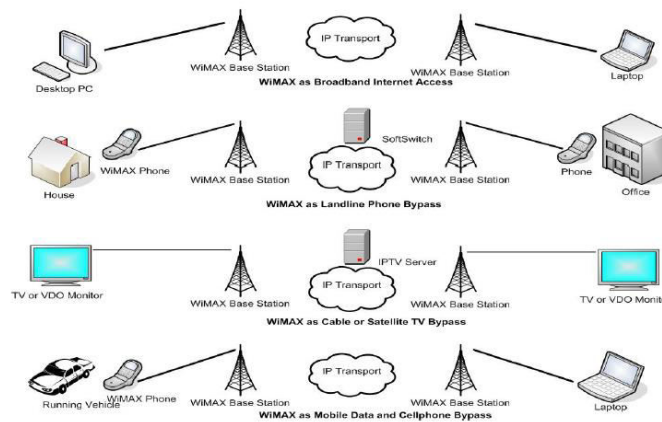 IP Transport
Desktop PC
WiMAX Base Station
WiMAX Base Station
Laptop
WiMAX as Broadband Internet Access
SoftSwitch
WiMAX Phone
IP Transport
Phone
House
WiMAX Base Station
WiMAX Base Station
Office
WiMAX as Landline Phone Bypass
IPTV Server
IP Transport
TV or VDO Monitor
WiMAX Base Station
WiMAX Base Station
TV or VDO Monito
WiMAX as Cable or Satellite TV Bypass
IP Transport
Running Vehicle
WiMAX Phone
WiMAX Base Station
WiMAX Base Station
Laptop
WiMAX as Mobile Data and Cellphone Bypass